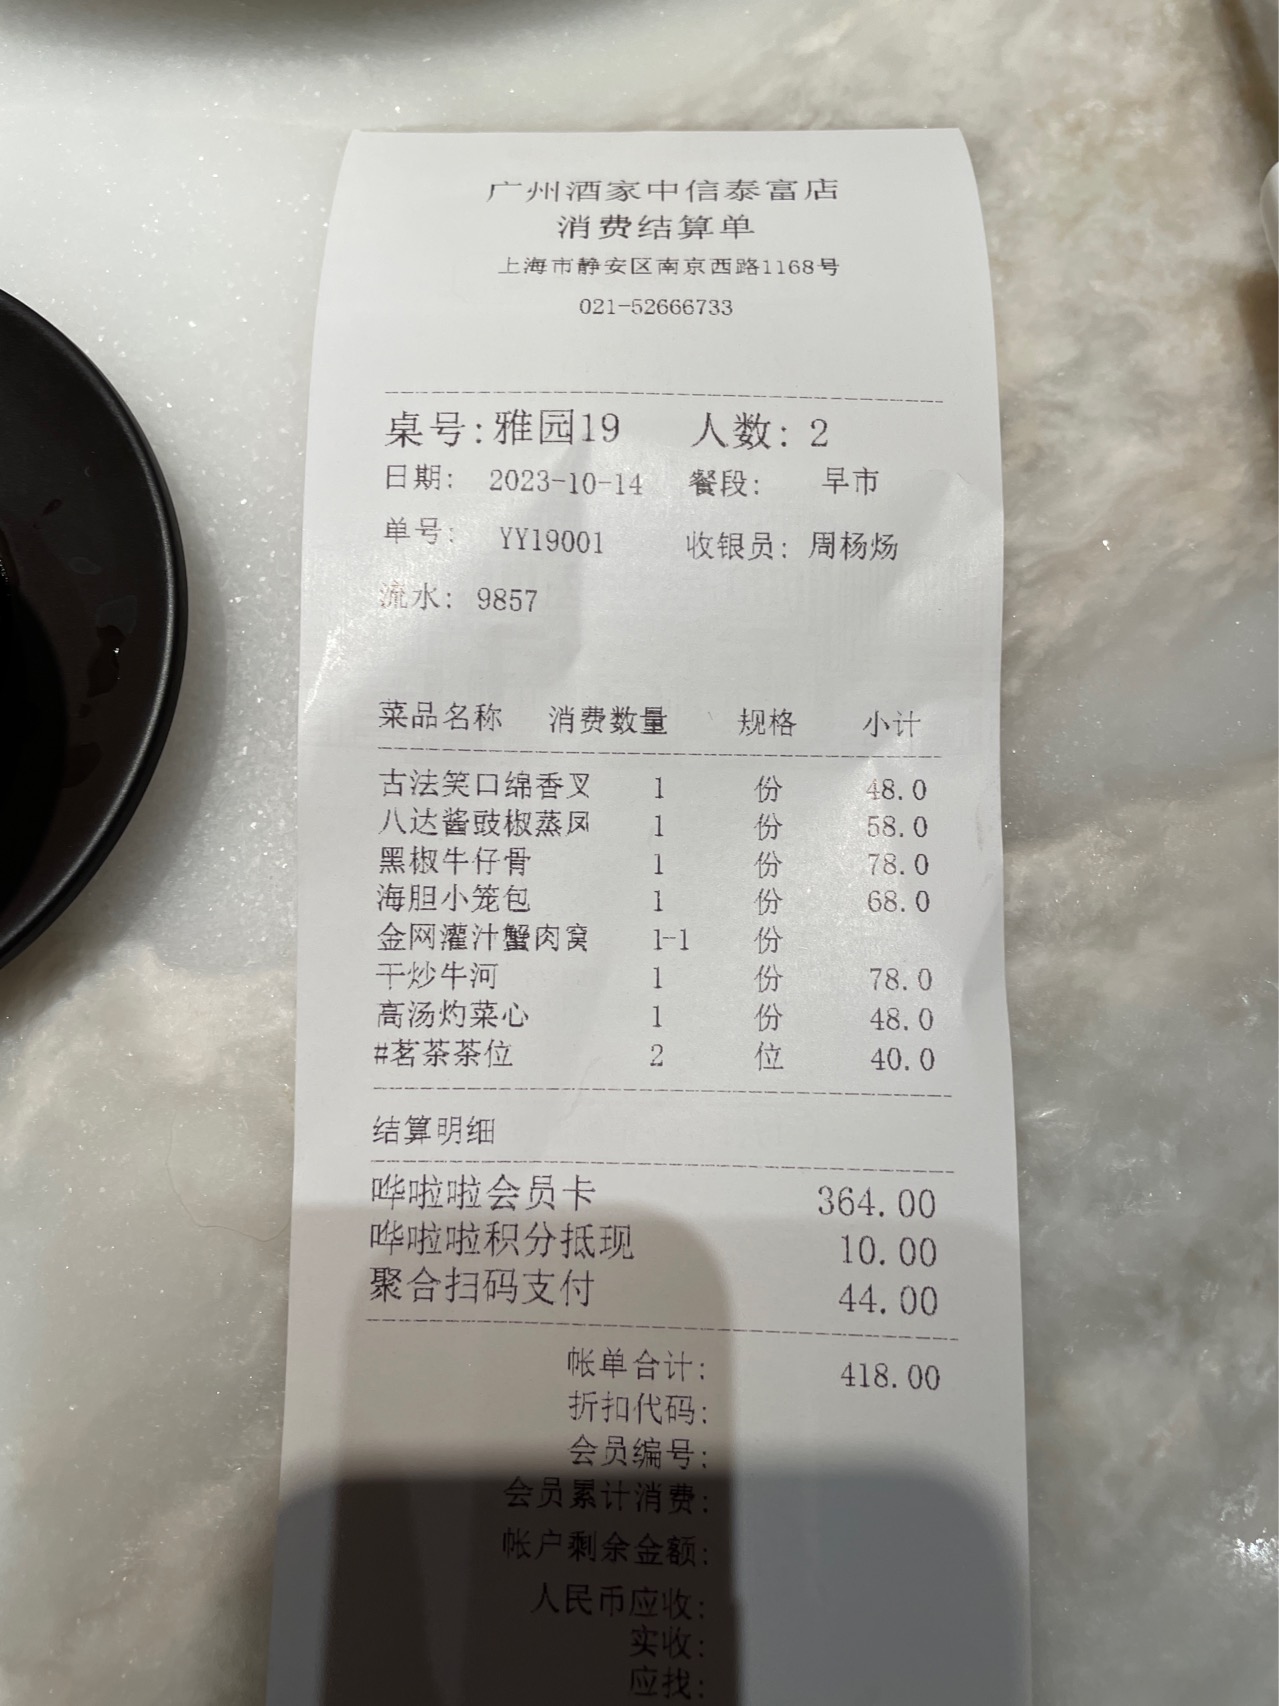 广州酒家中信泰富店
消费结算单
上海市静安区南京西路1168号
021-52666733
桌号:雅园19 人数: 2
日期: 2023-10-14 餐段: 早市
单号: YY19001 收银员: 周杨炀
流水: 9857
菜品名称 消费数量 规格 小计
古法笑口绵香叉 1 份 48.0
八达酱豉椒蒸凤 1 份 58.0
黑椒牛仔骨 1 份 78.0
海胆小笼包 1 份 68.0
金网灌汁蟹肉窝 1-1 份
干炒牛河 1 份 78.0
高汤灼菜心 1 份 48.0
#茗茶茶位 2 位 40.0
结算明细
哗啦啦会员卡 364.00
哗啦啦积分抵现 10.00
聚合扫码支付 44.00
帐单合计: 418.00
折扣代码:
会员编号:
会员累计消费:
帐户剩余金额:
人民币应收:
实收:
应找: